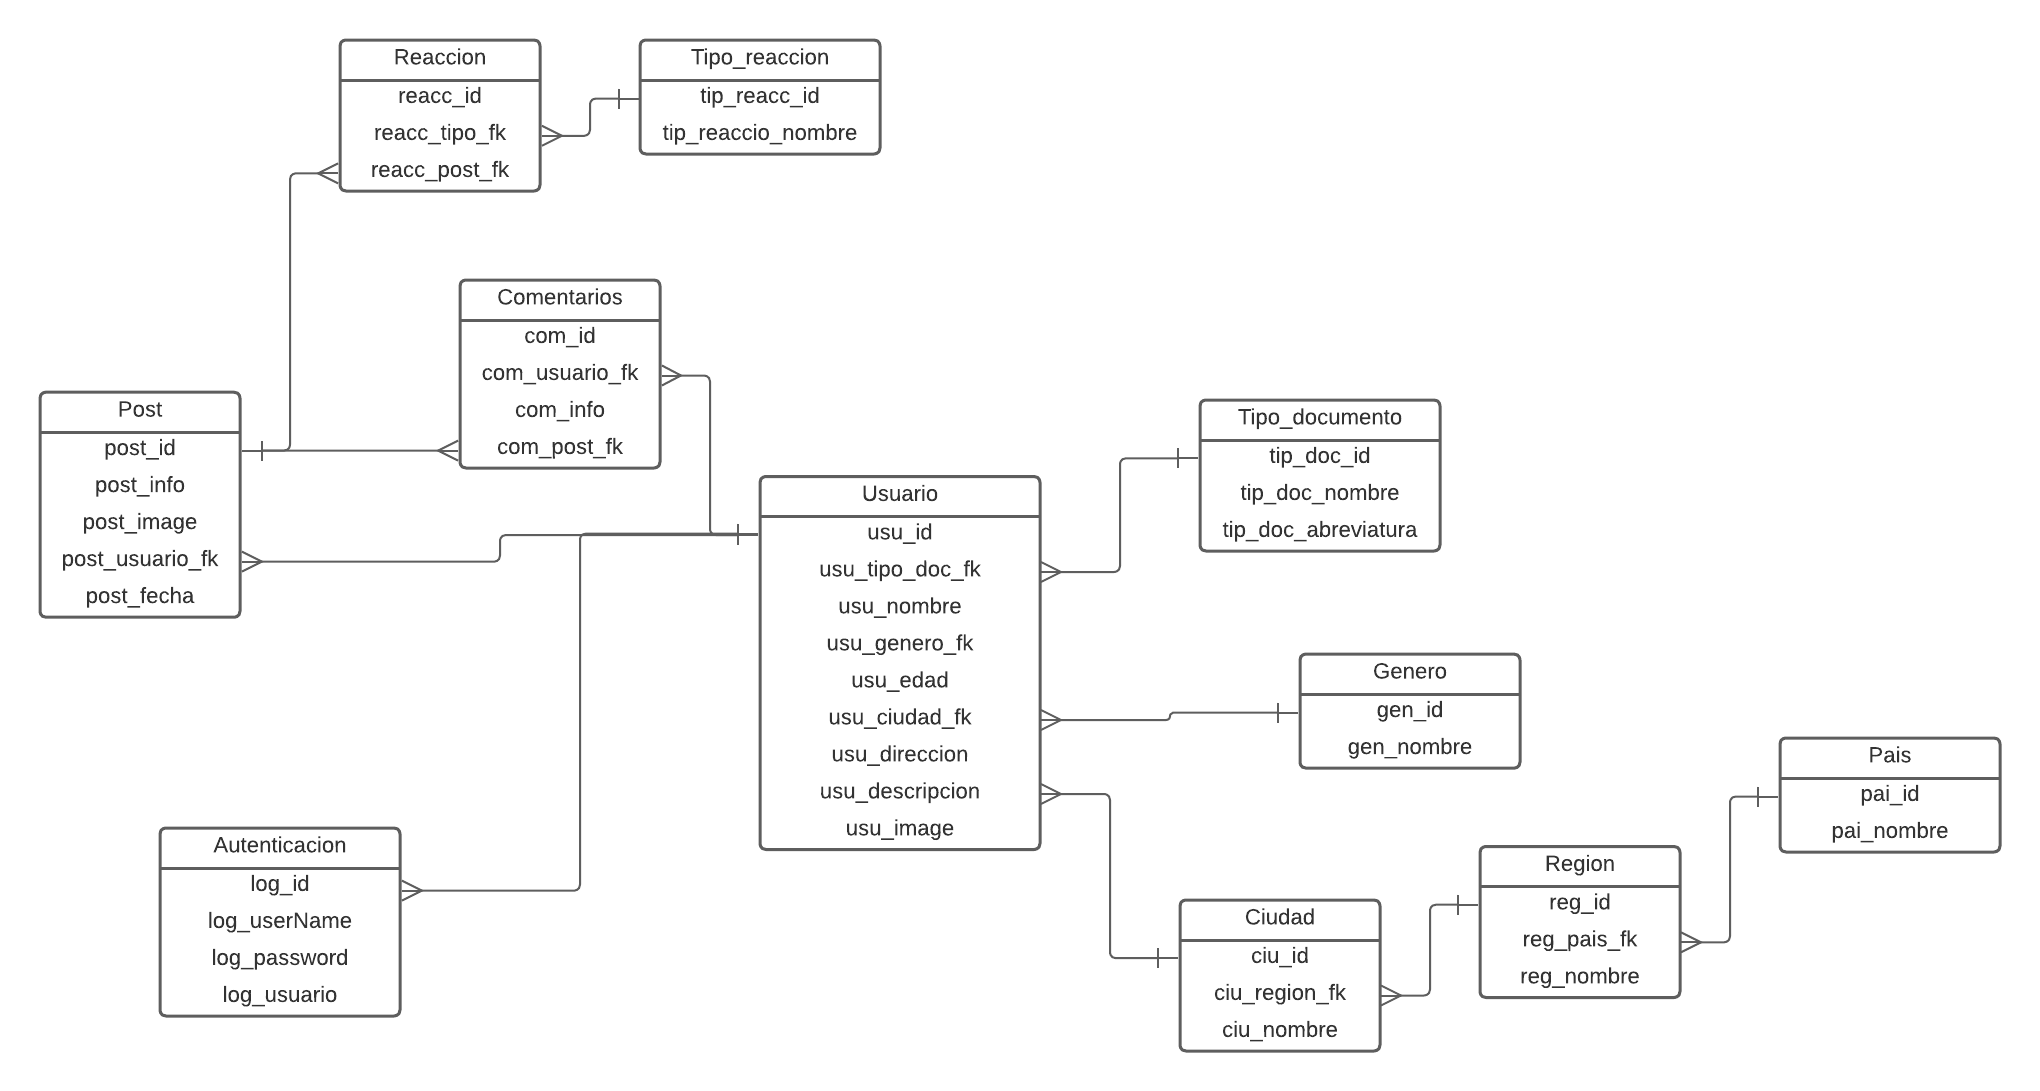 Reaccion
reacc_id
reacc_tipo_fk
reacc_post_fk
Tipo_reaccion
tip_reacc_id
tip_reaccio_nombre
Comentarios
com_id
com_usuario_fk
com_info
com_post_fk
Post
post_id
post_info
post_image
post_usuario_fk
post_fecha
Usuario
usu_id
usu_tipo_doc_fk
usu_nombre
usu_genero_fk
usu_edad
usu_ciudad_fk
usu_direccion
usu_descripcion
usu_image
Tipo_documento
tip_doc_id
tip_doc_nombre
tip_doc_abreviatura
Genero
gen_id
gen_nombre
Pais
pai_id
pai_nombre
Autenticacion
log_id
log_userName
log_password
log_usuario
Region
reg_id
reg_pais_fk
reg_nombre
Ciudad
ciu_id
ciu_region_fk
ciu_nombre